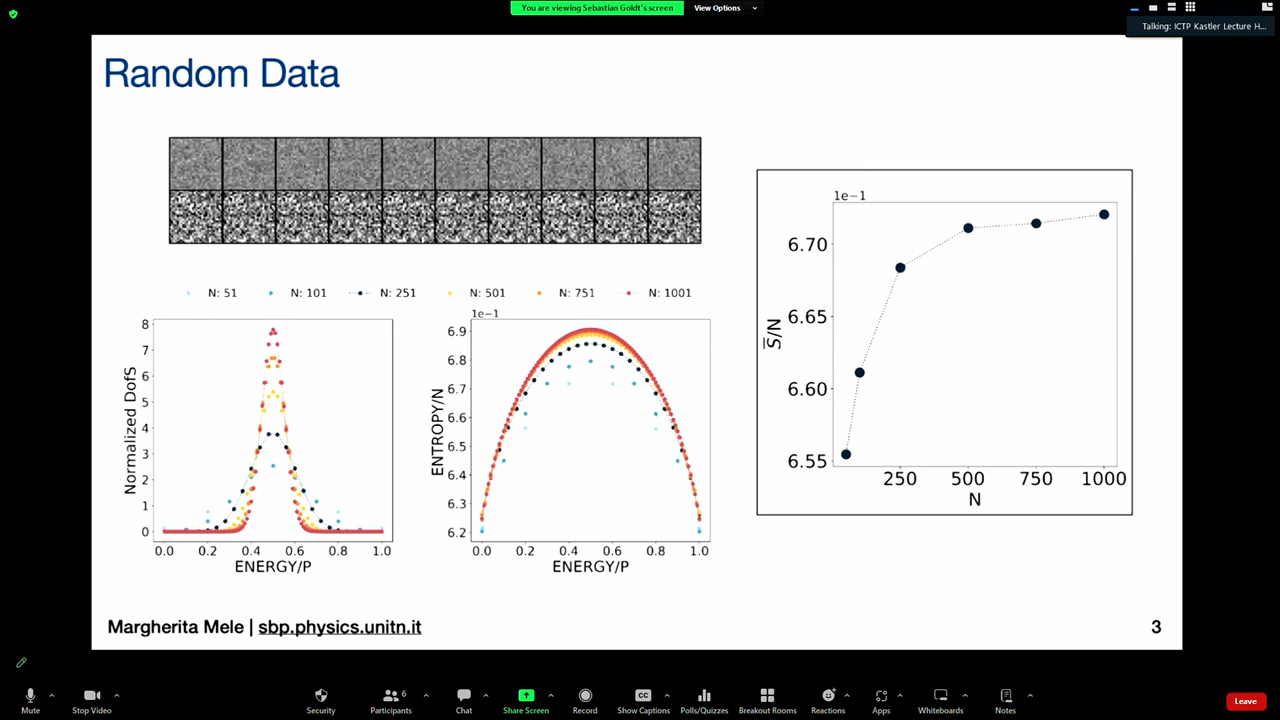 You are viewing Sebastian Goldt's screen
View Options
Talking: ICTP Kastler Lecture H...
Random Data
N: 51 N: 101 N: 251 N: 501 N: 751 N: 1001
8
7
6
5
4
3
2
1
0
Normalized DofS
0.0 0.2 0.4 0.6 0.8 1.0
ENERGY/P
1e−1
6.9
6.8
6.7
6.6
6.5
6.4
6.3
6.2
ENTROPY/N
0.0 0.2 0.4 0.6 0.8 1.0
ENERGY/P
1e−1
6.70
6.65
6.60
6.55
S̅/N
250 500 750 1000
N
Margherita Mele | sbp.physics.unitn.it
3
Mute
Stop Video
Security
6
Participants
Chat
Share Screen
Record
CC
Show Captions
Polls/Quizzes
Breakout Rooms
Reactions
Apps
Whiteboards
Notes
Leave